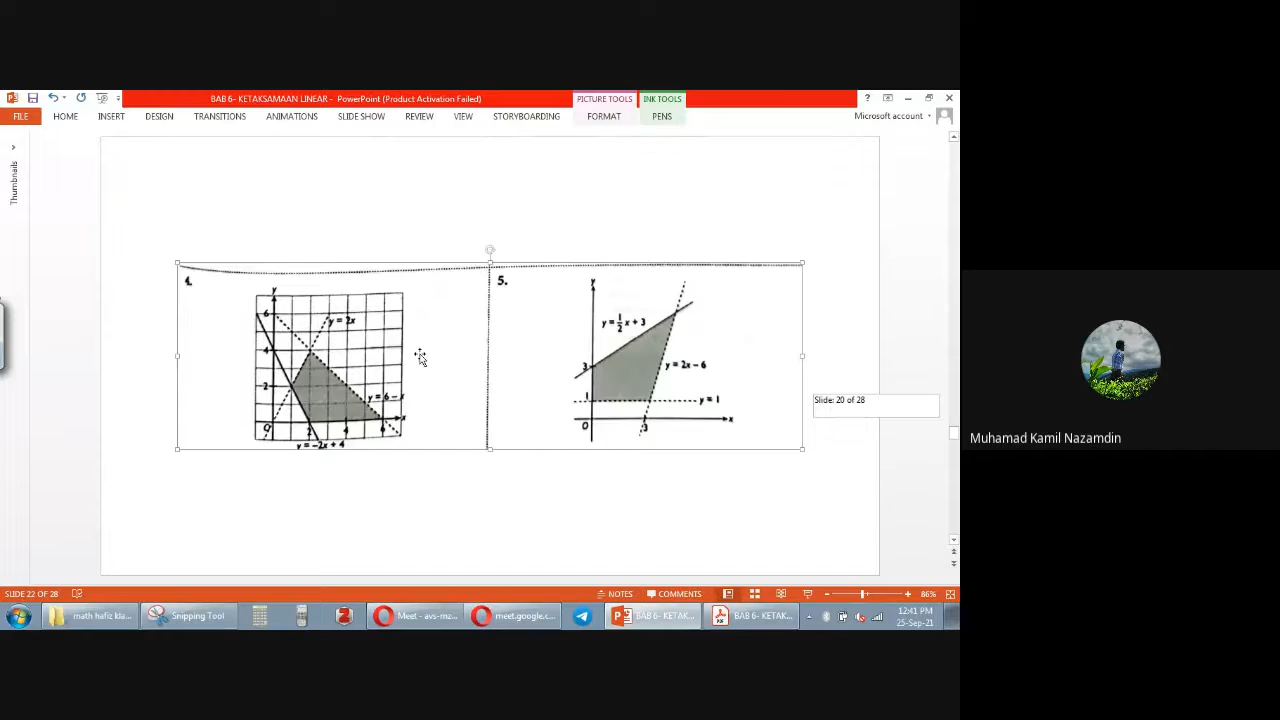 BAB 6- KETAKSAMAAN LINEAR - PowerPoint (Product Activation Failed)
PICTURE TOOLS
INK TOOLS
FILE
HOME
INSERT
DESIGN
TRANSITIONS
ANIMATIONS
SLIDE SHOW
REVIEW
VIEW
STORYBOARDING
FORMAT
PENS
Microsoft account
Thumbnails
4.
y
6
y = 2x
4
2
y = 6 - x
x
O
2
4
6
y = -2x + 4
5.
y
y = 1/2 x + 3
3
y = 2x - 6
1
y = 1
O
3
x
Slide: 20 of 28
Muhamad Kamil Nazamdin
SLIDE 22 OF 28
NOTES
COMMENTS
86%
math hafiz kla...
Snipping Tool
Meet - avs-rnz...
meet.google.c...
BAB 6- KETAK...
BAB 6- KETAK...
12:41 PM
25-Sep-21